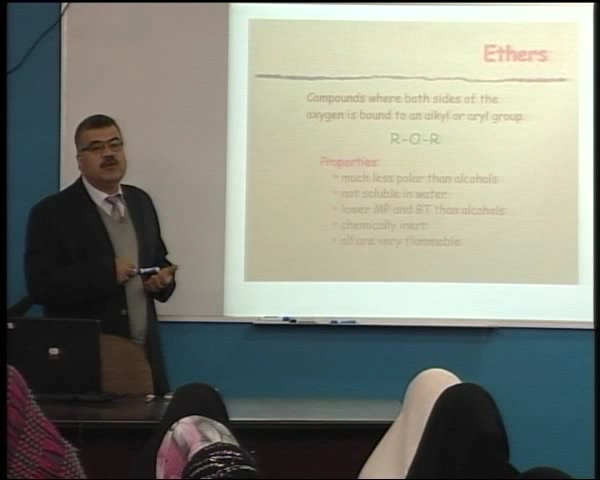 Ethers
Compounds where both sides of the
oxygen is bound to an alkyl or aryl group
R-O-R
Properties:
• much less polar than alcohols
• not soluble in water
• lower MP and BT than alcohols
• chemically inert
• all are very flammable